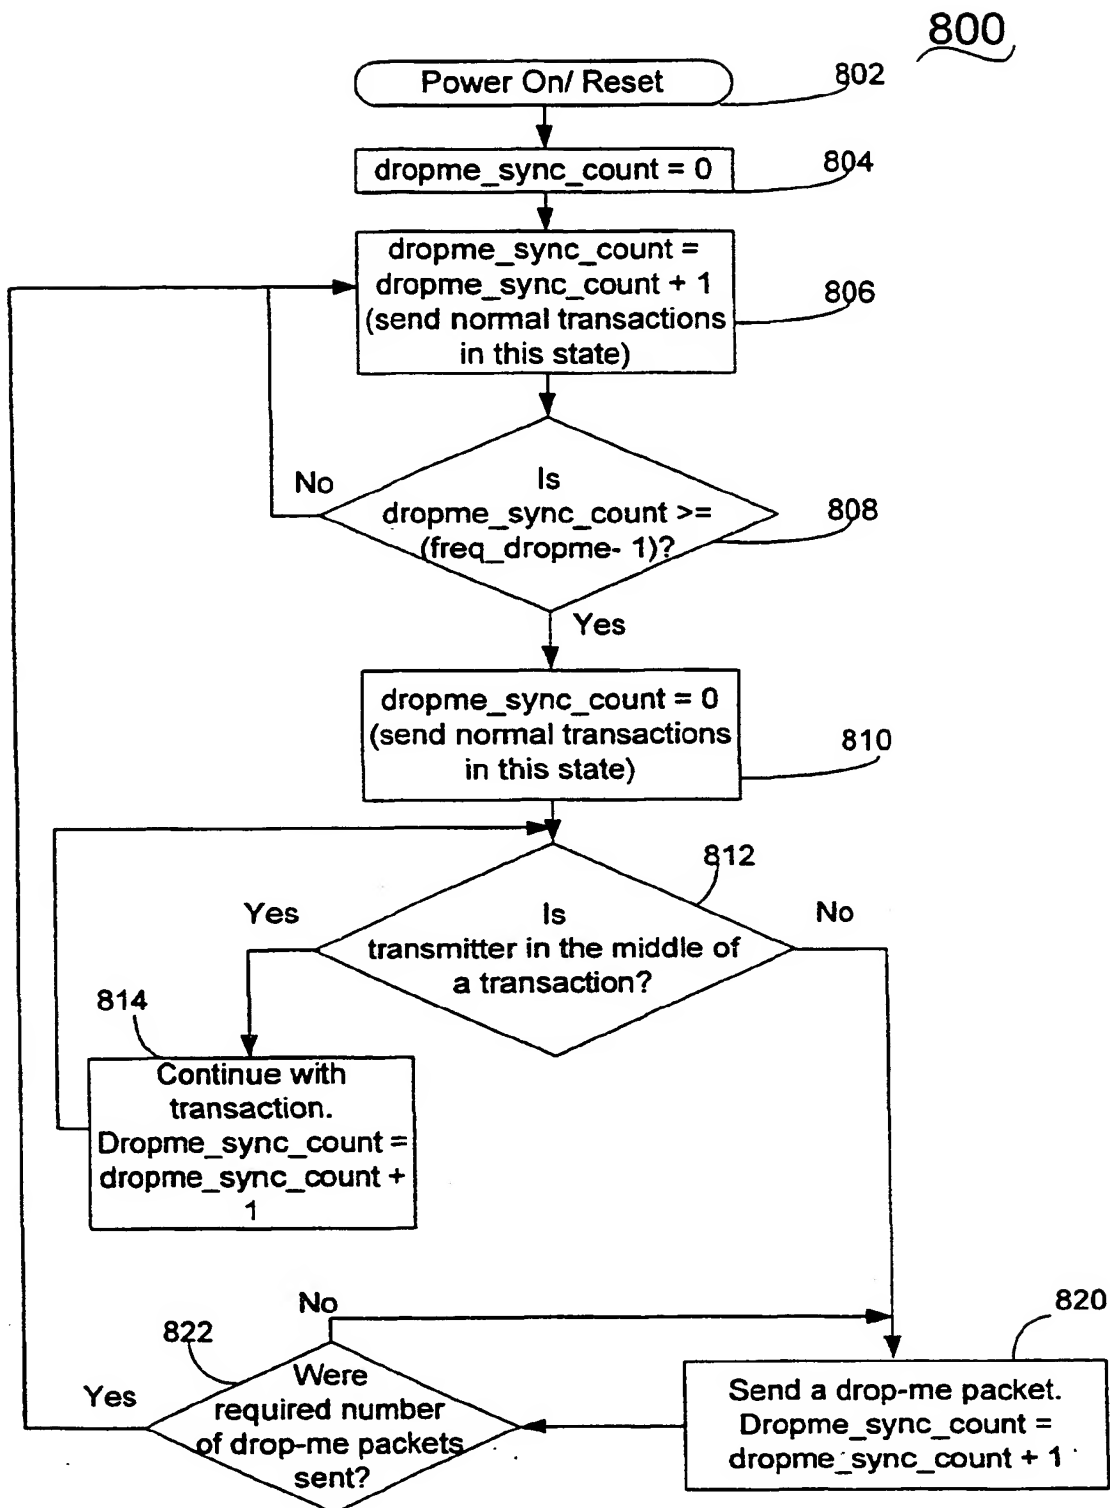 800
Power On/ Reset
802
dropme_sync_count = 0
804
dropme_sync_count =
dropme_sync_count + 1
(send normal transactions
in this state)
806
No
Is
dropme_sync_count >=
(freq_dropme- 1)?
808
Yes
dropme_sync_count = 0
(send normal transactions
in this state)
810
812
Yes
Is
transmitter in the middle of
a transaction?
No
814
Continue with
transaction.
Dropme_sync_count =
dropme_sync_count +
1
No
820
822
Yes
Were
required number
of drop-me packets
sent?
Send a drop-me packet.
Dropme_sync_count =
dropme_sync_count + 1